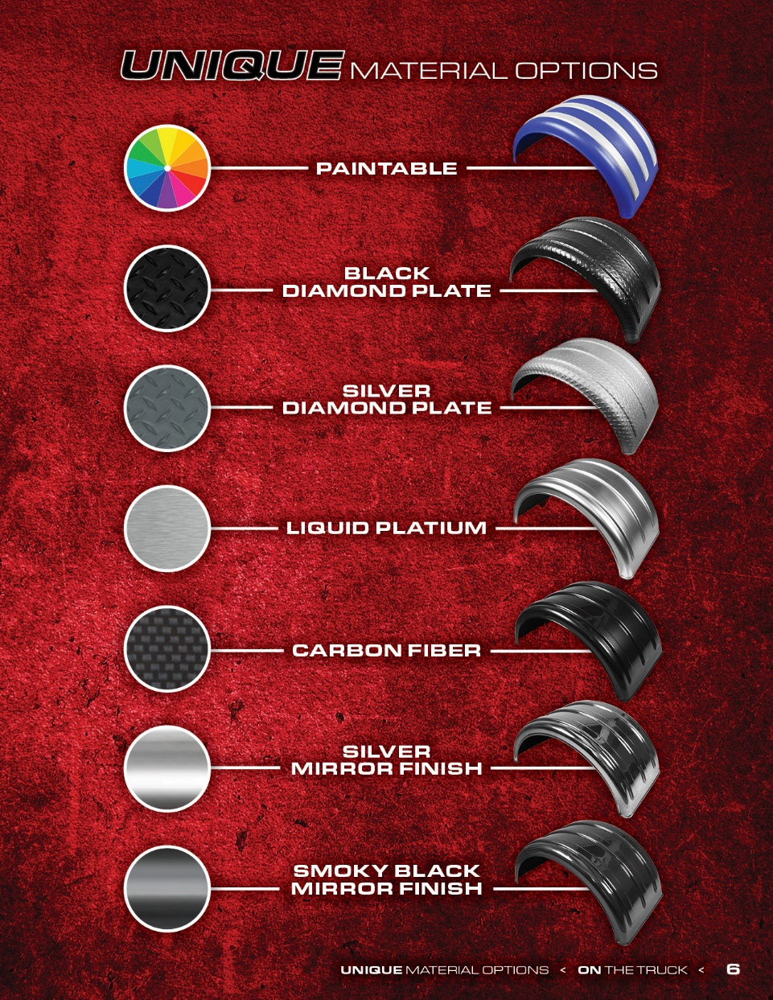 UNIQUE MATERIAL OPTIONS
PAINTABLE
BLACK
DIAMOND PLATE
SILVER
DIAMOND PLATE
LIQUID PLATIUM
CARBON FIBER
SILVER
MIRROR FINISH
SMOKY BLACK
MIRROR FINISH
UNIQUE MATERIAL OPTIONS < ON THE TRUCK < 6